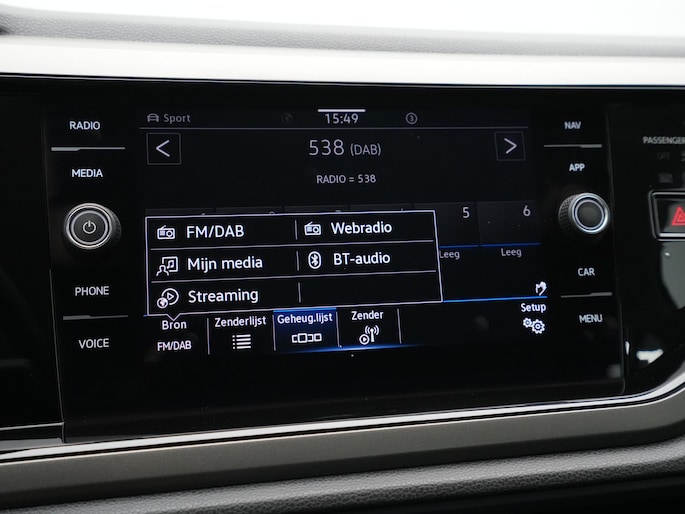 RADIO
MEDIA
PHONE
VOICE
Sport
15:49
538 (DAB)
RADIO = 538
FM/DAB
Webradio
Mijn media
BT-audio
Streaming
5
6
Leeg
Leeg
Bron
FM/DAB
Zenderlijst
Geheug.lijst
Zender
Setup
NAV
APP
CAR
MENU
PASSENGER